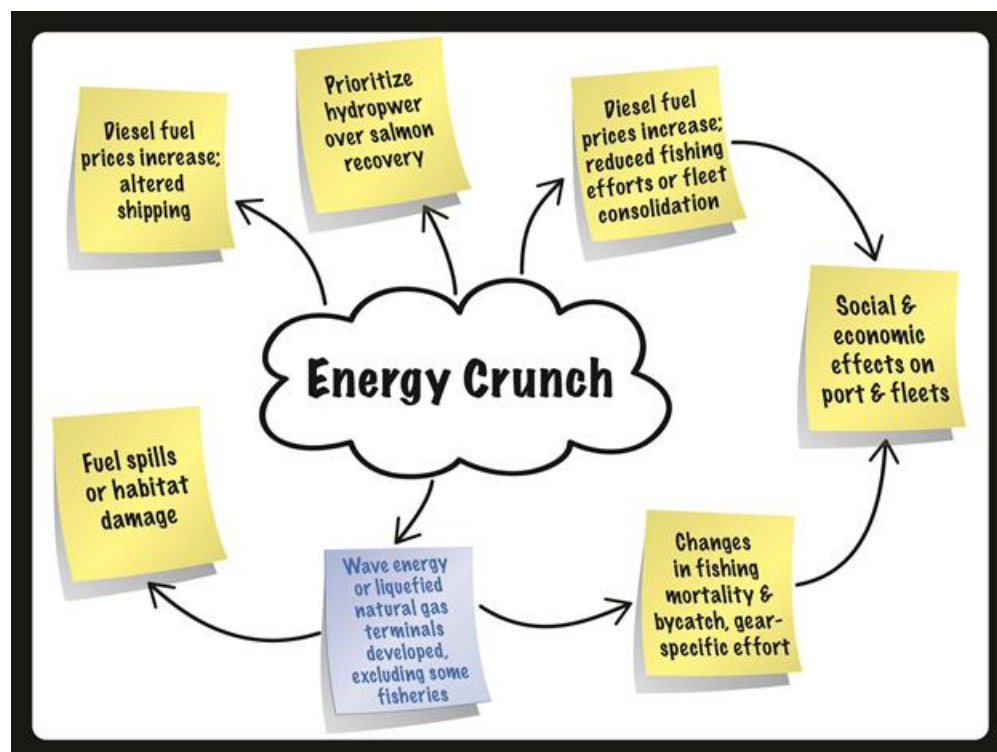 Diesel fuel
prices increase;
altered
shipping
Prioritize
hydropwer
over salmon
recovery
Diesel fuel
prices increase;
reduced fishing
efforts or fleet
consolidation
Energy Crunch
Social &
economic
effects on
port & fleets
Fuel spills
or habitat
damage
Wave energy
or liquefied
natural gas
terminals
developed,
excluding some
fisheries
Changes
in fishing
mortality &
bycatch, gear-
specific effort